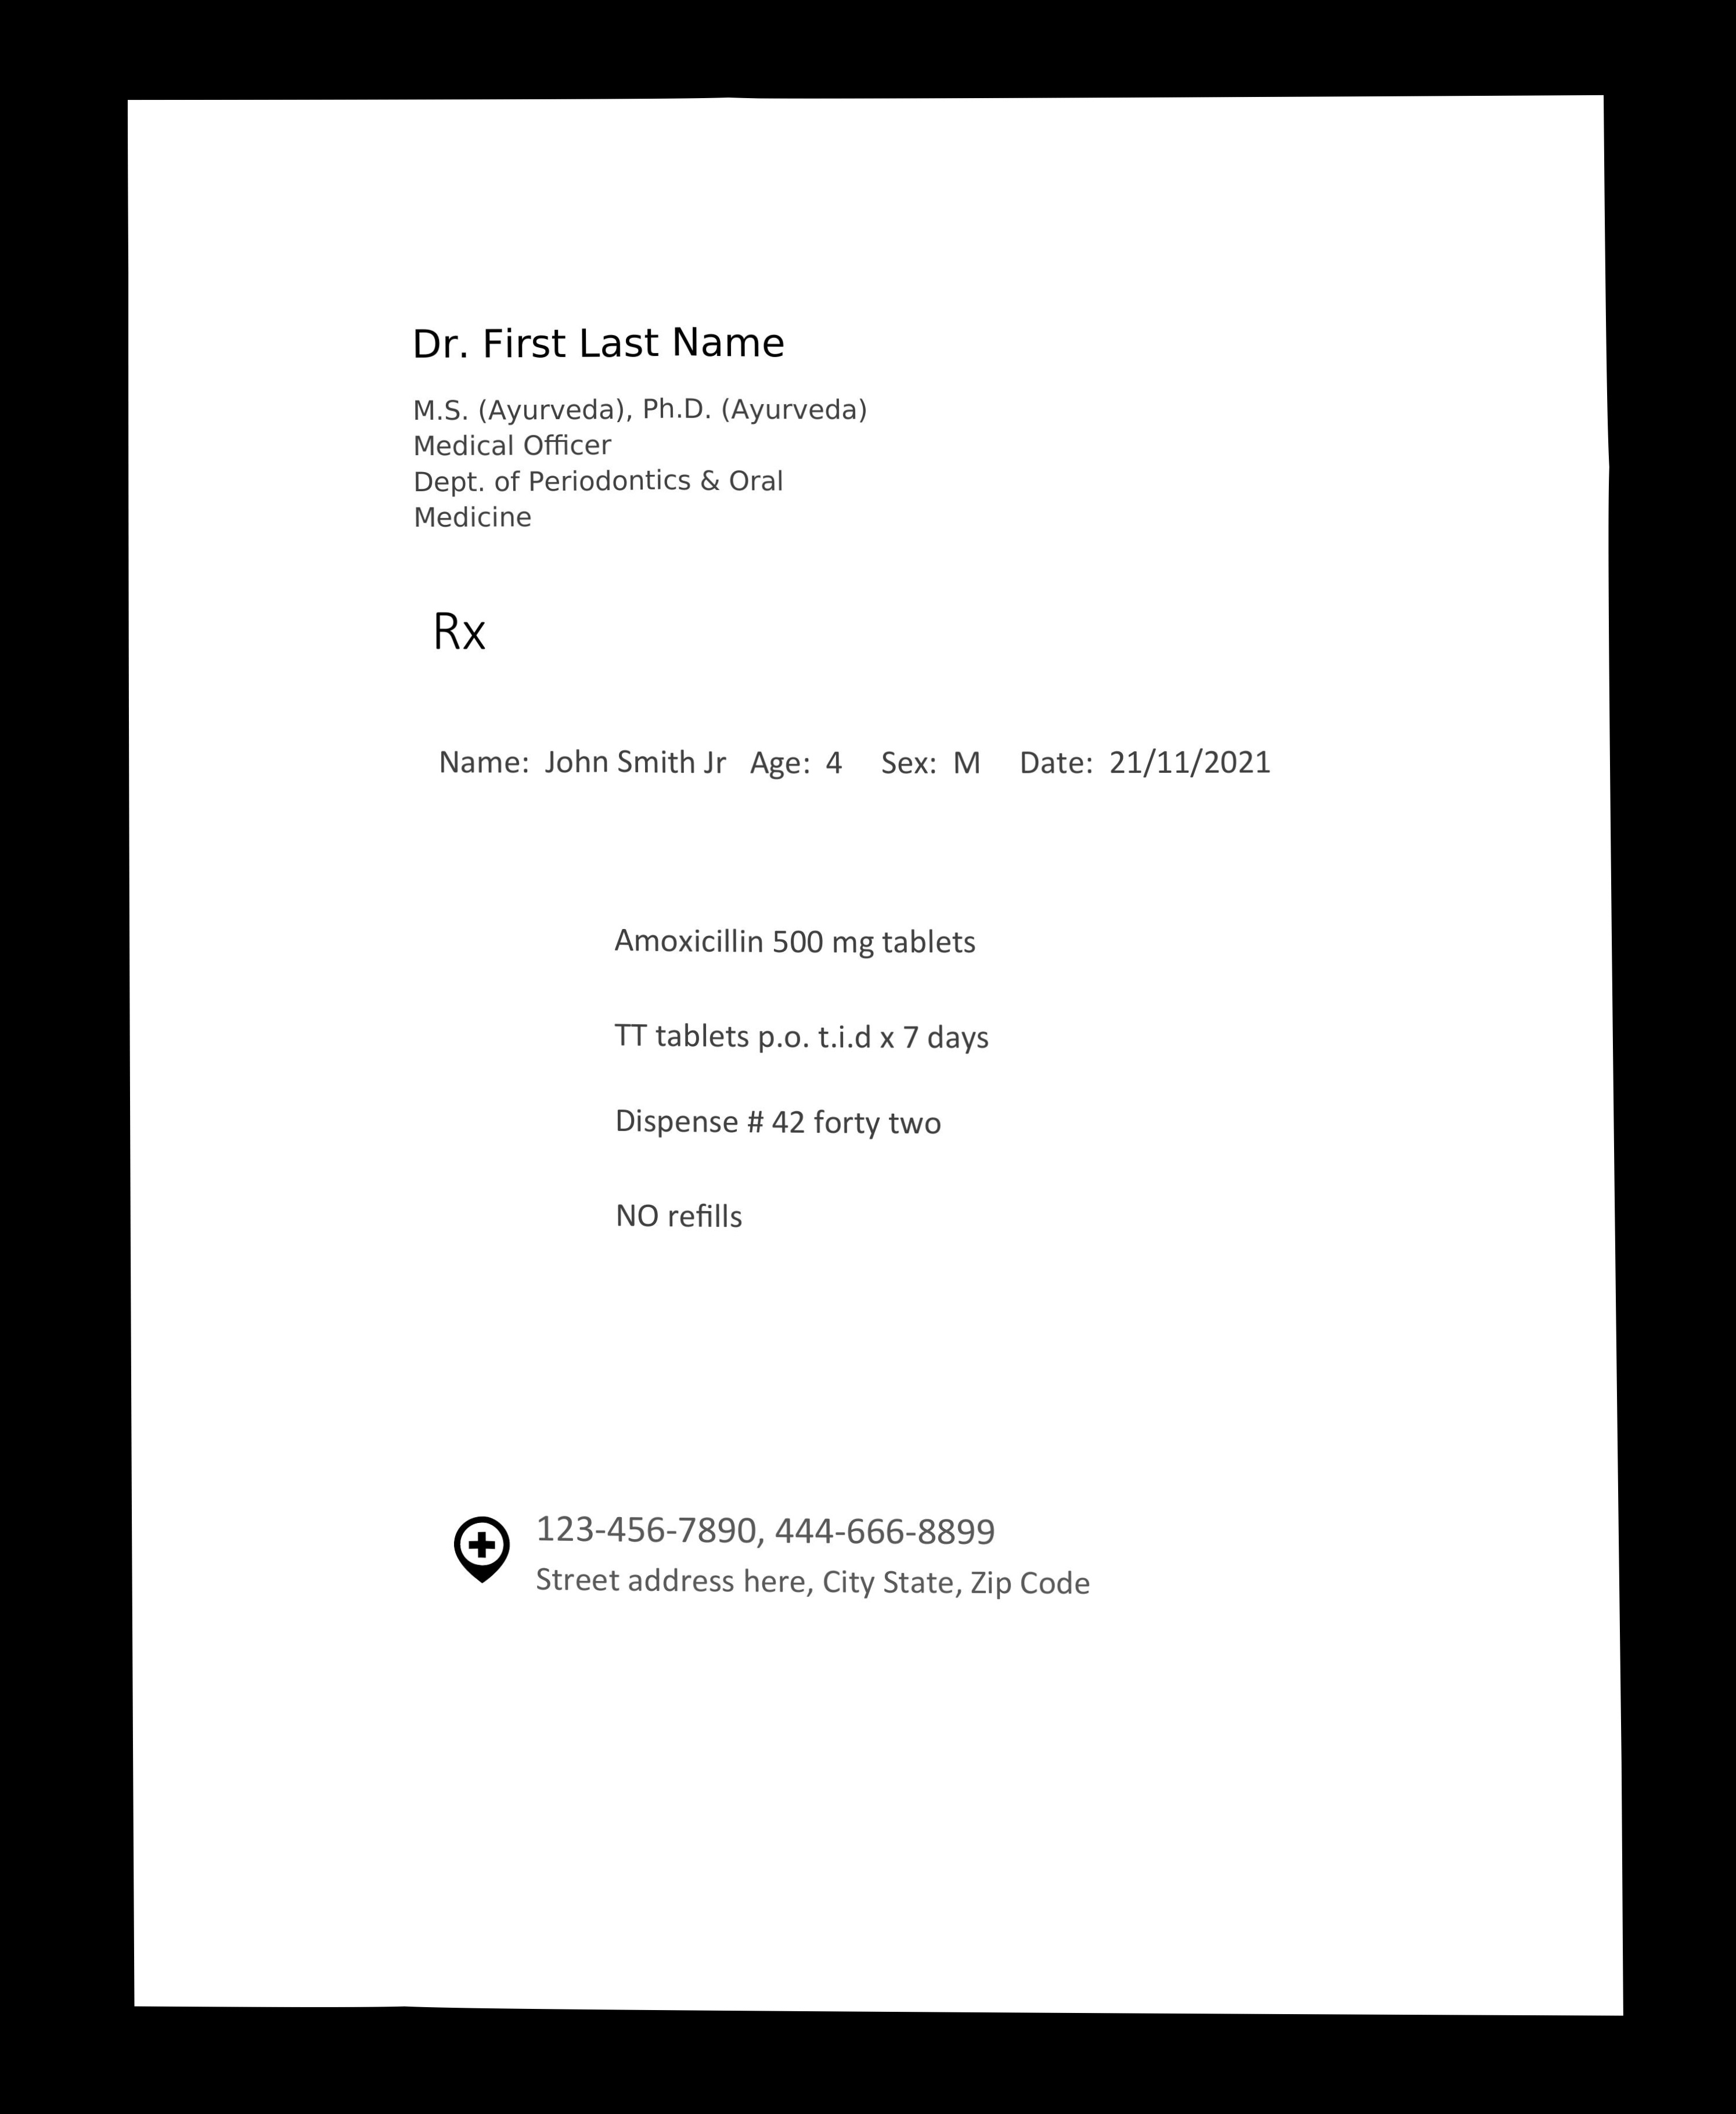 Dr. First Last Name
M.S. (Ayurveda), Ph.D. (Ayurveda)
Medical Officer
Dept. of Periodontics & Oral
Medicine
Rx
Name: John Smith Jr Age: 4 Sex: M Date: 21/11/2021
Amoxicillin 500 mg tablets
TT tablets p.o. t.i.d x 7 days
Dispense # 42 forty two
NO refills
123-456-7890, 444-666-8899
Street address here, City State, Zip Code